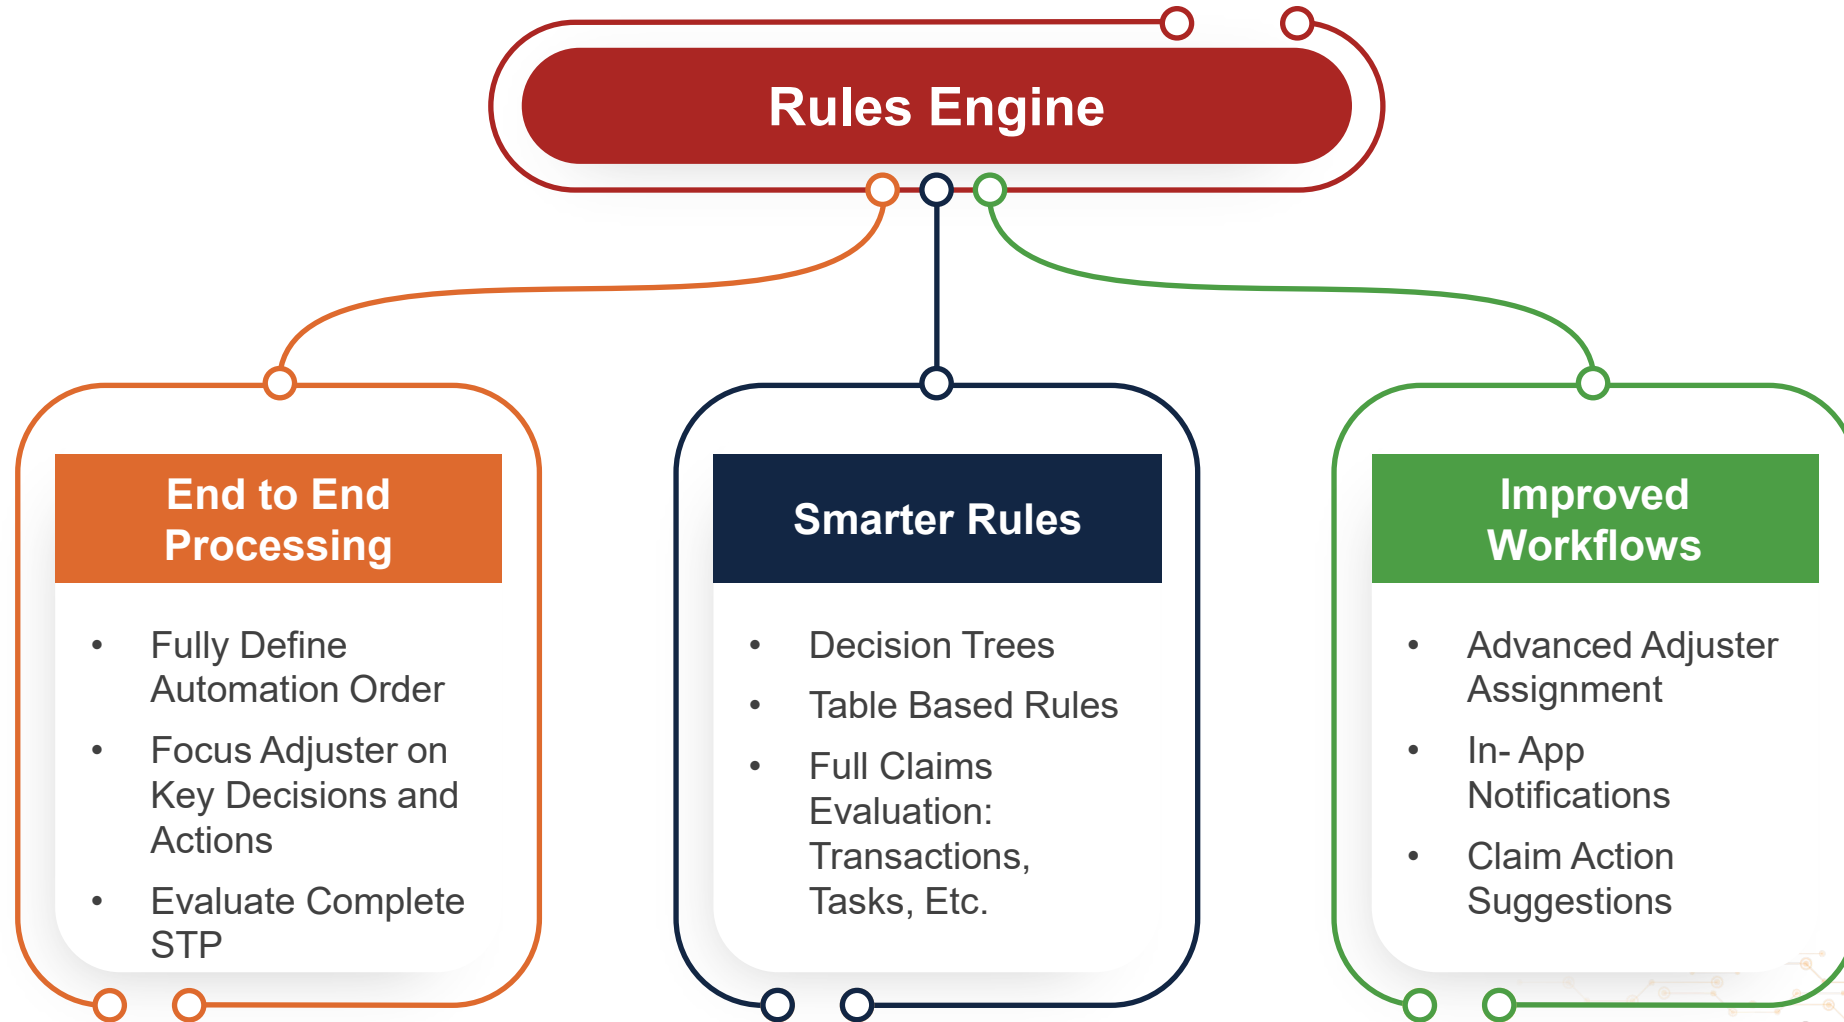 Rules Engine
End to End
Processing
• Fully Define
Automation Order
• Focus Adjuster on
Key Decisions and
Actions
• Evaluate Complete
STP
Smarter Rules
• Decision Trees
• Table Based Rules
• Full Claims
Evaluation:
Transactions,
Tasks, Etc.
Improved
Workflows
• Advanced Adjuster
Assignment
• In- App
Notifications
• Claim Action
Suggestions